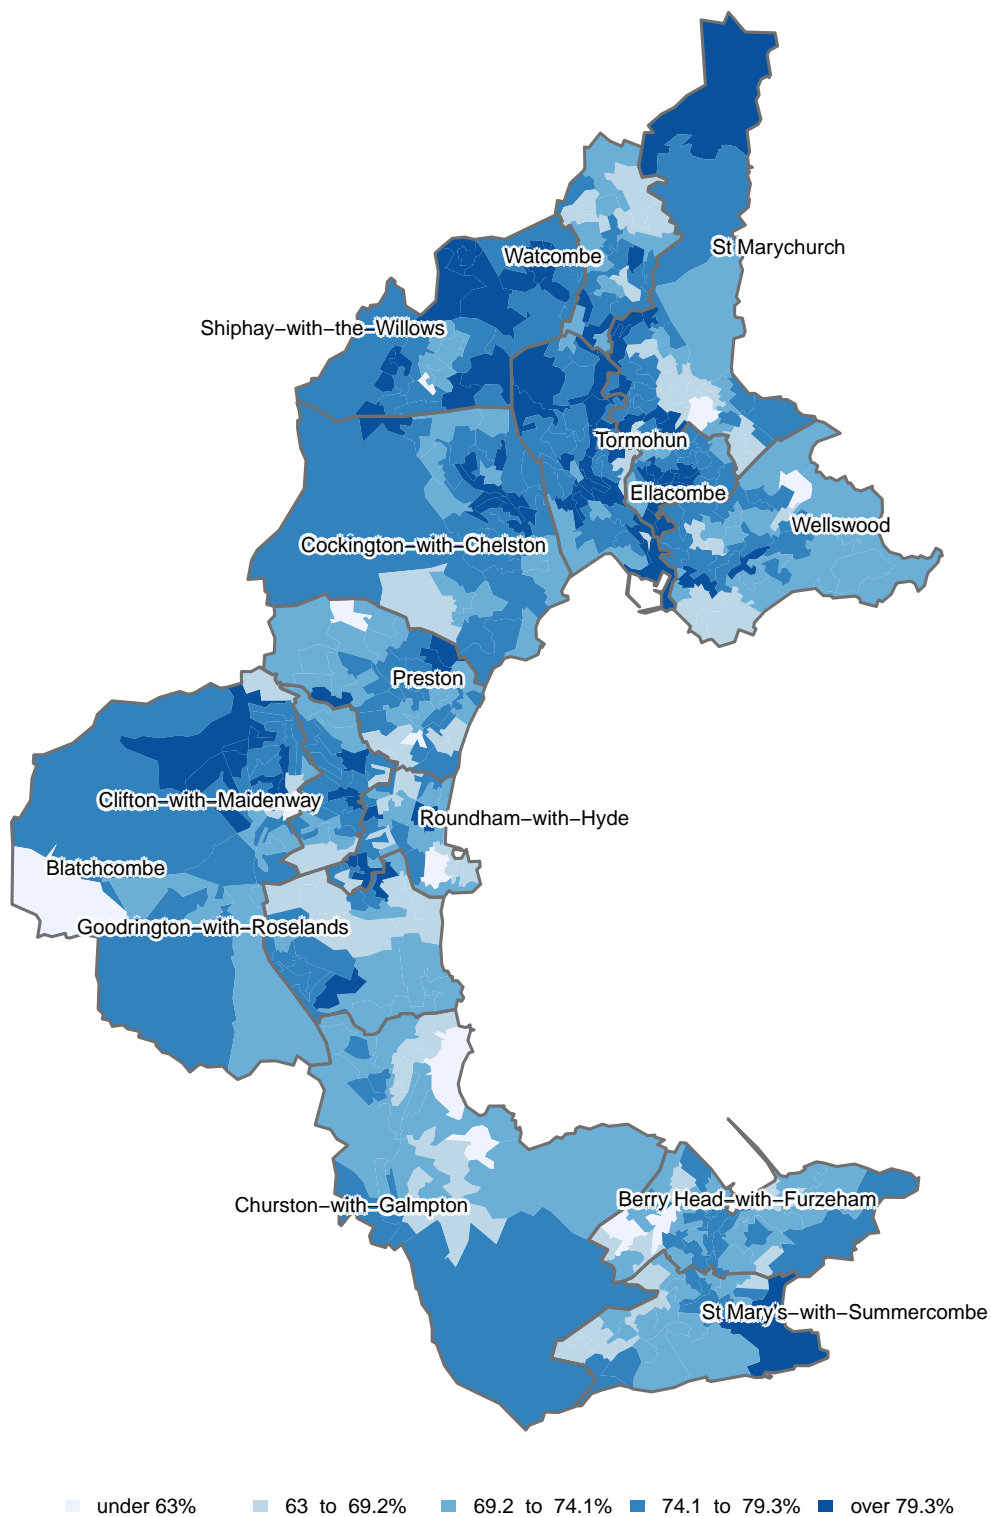 St Marychurch
Watcombe
Shiphay−with−the−Willows
Tormohun
Ellacombe
Wellswood
Cockington−with−Chelston
Preston
Clifton−with−Maidenway
Roundham−with−Hyde
Blatchcombe
Goodrington−with−Roselands
Churston−with−Galmpton
Berry Head−with−Furzeham
St Mary's−with−Summercombe
under 63% 63 to 69.2% 69.2 to 74.1% 74.1 to 79.3% over 79.3%